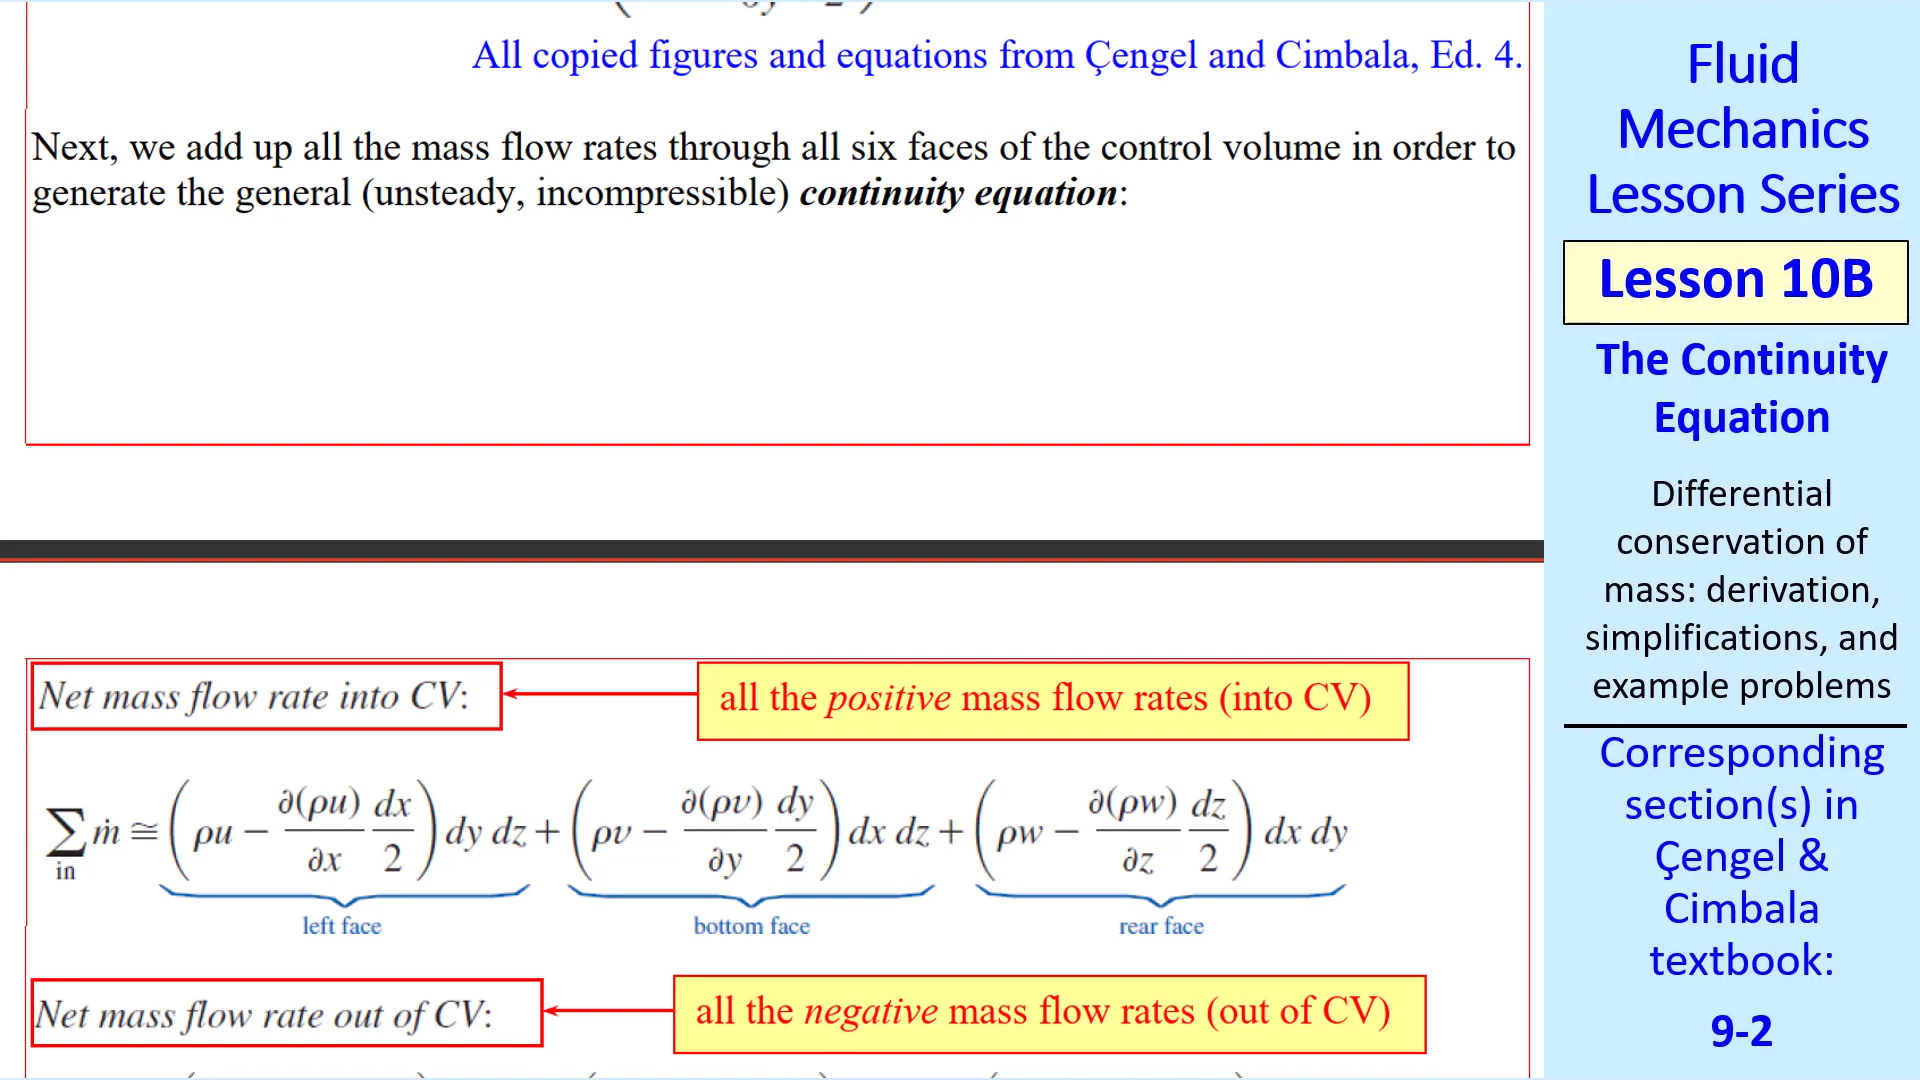 All copied figures and equations from Çengel and Cimbala, Ed. 4.
Next, we add up all the mass flow rates through all six faces of the control volume in order to
generate the general (unsteady, incompressible) continuity equation:
Net mass flow rate into CV:
all the positive mass flow rates (into CV)
∑in ṁ ≅ (ρu − ∂(ρu)/∂x dx/2) dy dz + (ρv − ∂(ρv)/∂y dy/2) dx dz + (ρw − ∂(ρw)/∂z dz/2) dx dy
left face bottom face rear face
Net mass flow rate out of CV:
all the negative mass flow rates (out of CV)
Fluid
Mechanics
Lesson Series
Lesson 10B
The Continuity
Equation
Differential
conservation of
mass: derivation,
simplifications, and
example problems
Corresponding
section(s) in
Çengel &
Cimbala
textbook:
9-2